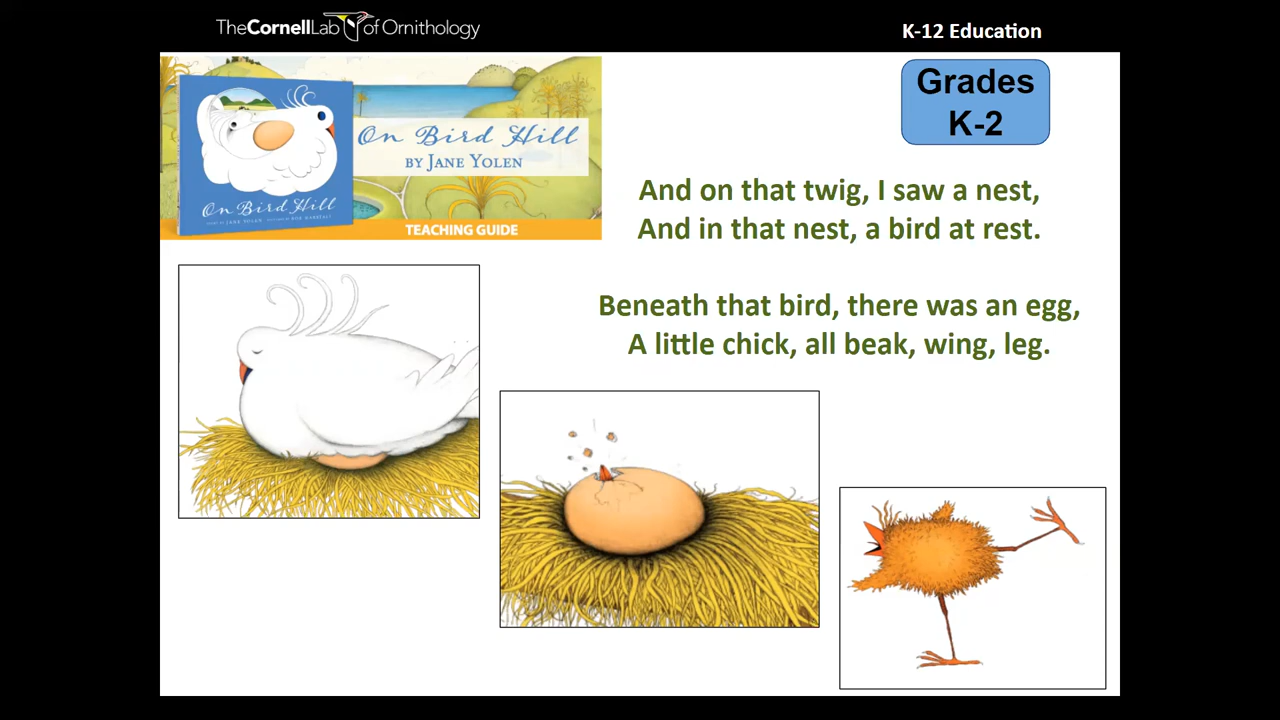 The CornellLab of Ornithology
K-12 Education
Grades
K-2
On Bird Hill
BY JANE YOLEN
On Bird Hill
TEACHING GUIDE
And on that twig, I saw a nest,
And in that nest, a bird at rest.
Beneath that bird, there was an egg,
A little chick, all beak, wing, leg.